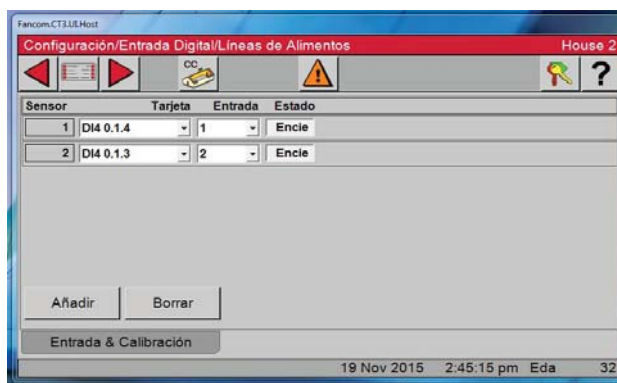 Fancom.CT3.UI.Host
Configuración/Entrada Digital/Líneas de Alimentos House 2
CC
?
Sensor Tarjeta Entrada Estado
1 DI4 0.1.4 1 Encie
2 DI4 0.1.3 2 Encie
Añadir Borrar
Entrada & Calibración
19 Nov 2015 2:45:15 pm Eda 32